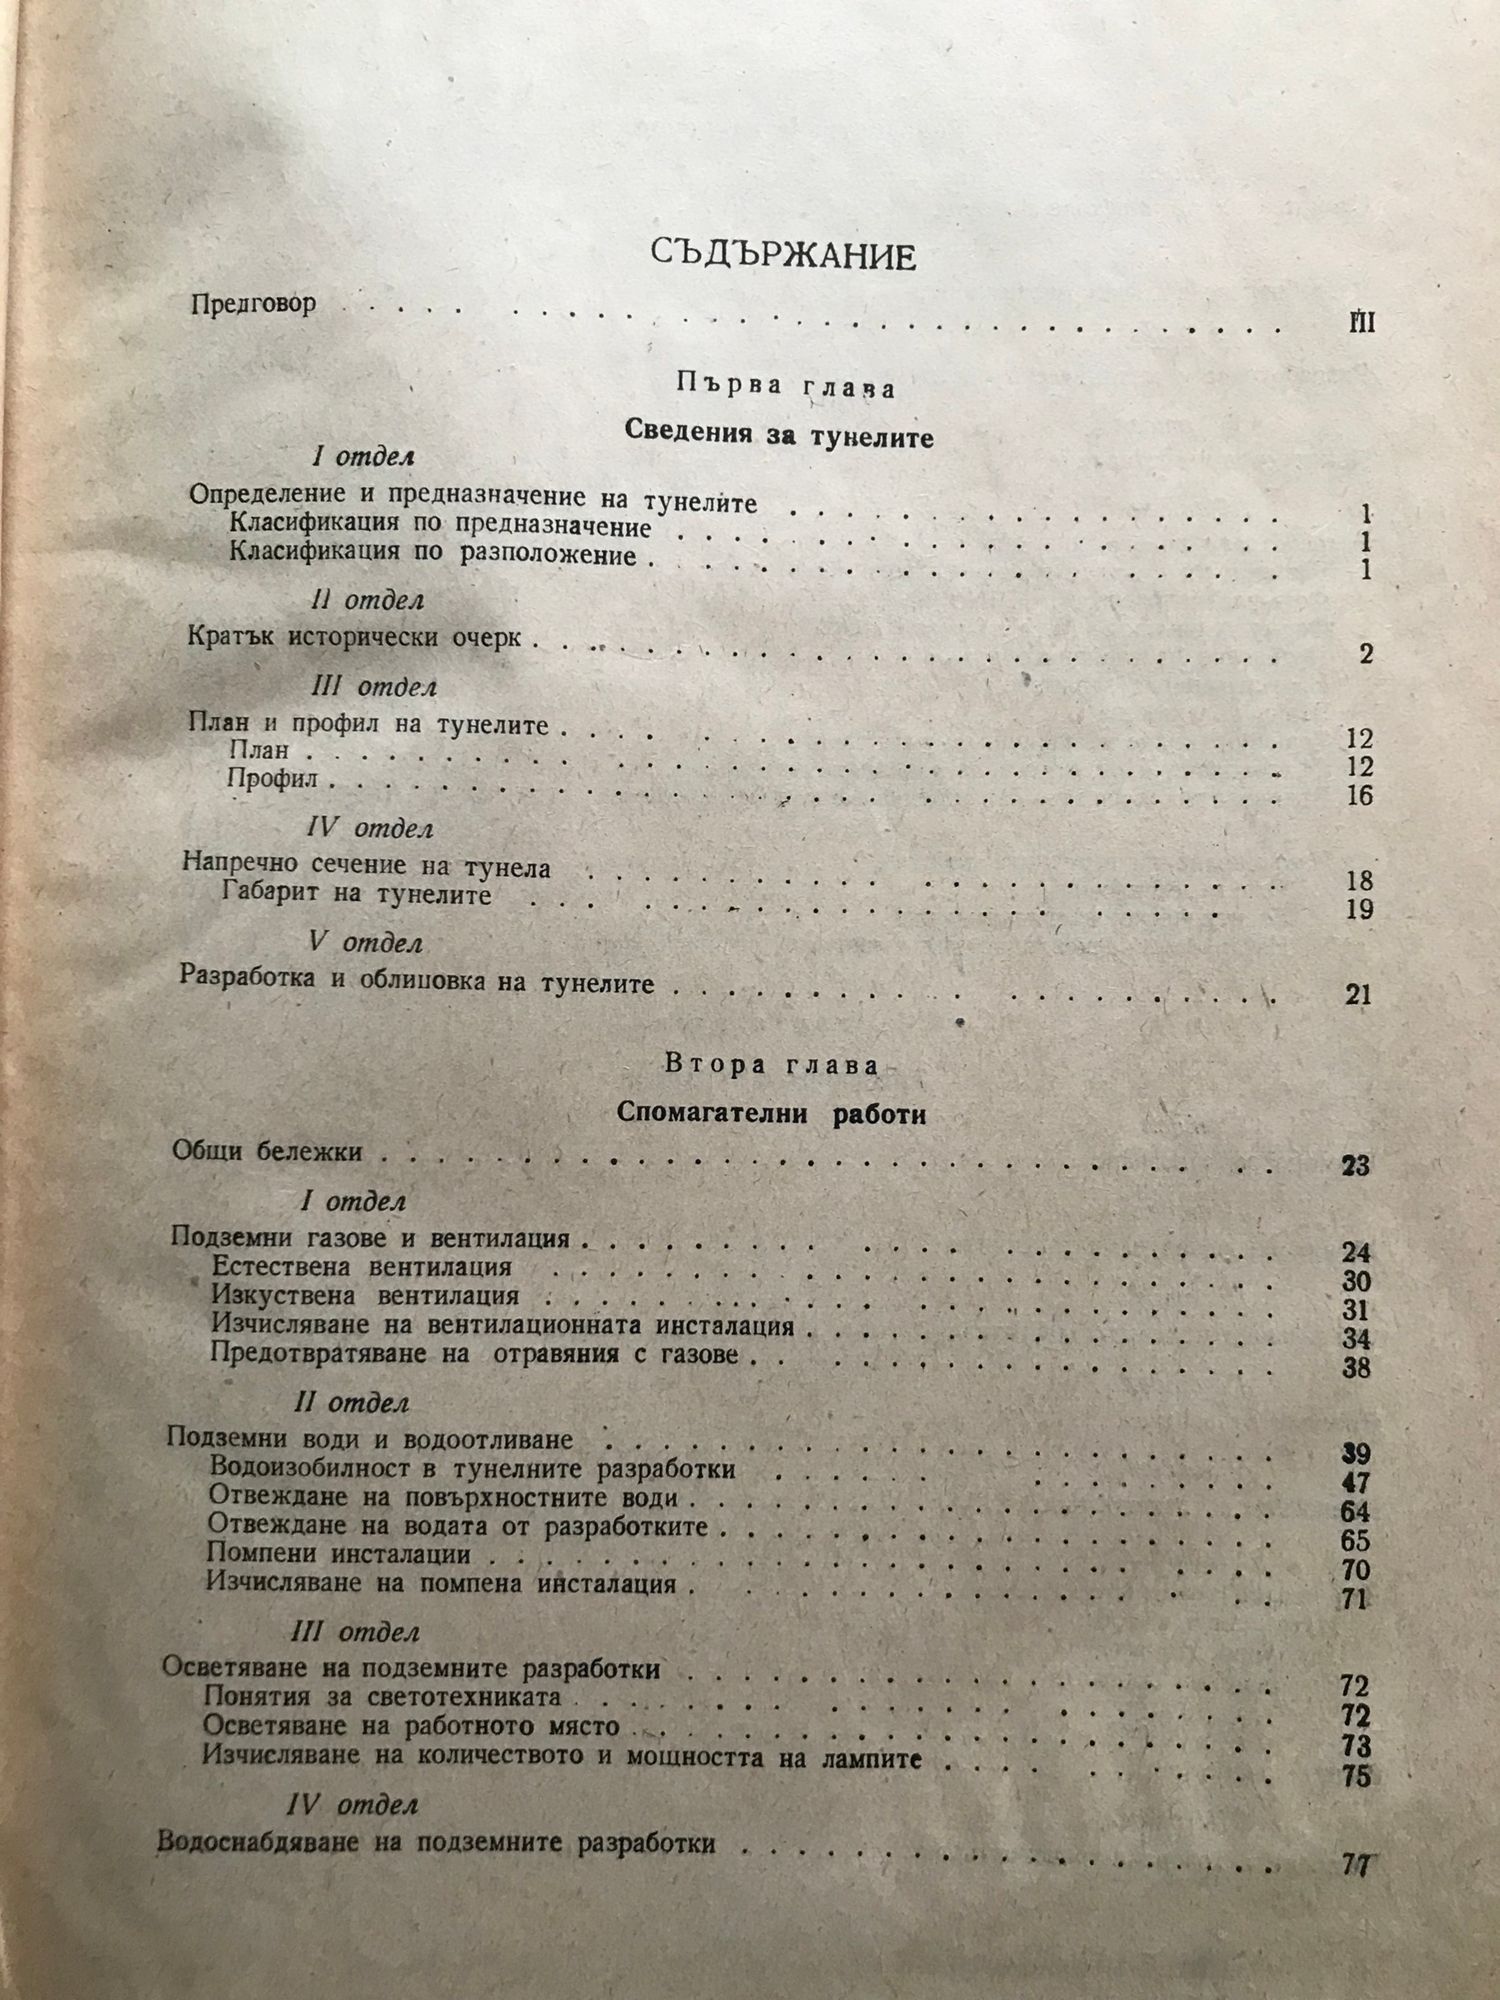 СЪДЪРЖАНИЕ
Предговор . . . . . . . . . . III
Първа глава
Сведения за тунелите
I отдел
Определение и предназначение на тунелите . . . . . . . . . . 1
Класификация по предназначение . . . . . . . . . . 1
Класификация по разположение . . . . . . . . . . 1
II отдел
Кратък исторически очерк . . . . . . . . . . 2
III отдел
План и профил на тунелите . . . . . . . . . . 12
План . . . . . . . . . . 12
Профил . . . . . . . . . . 16
IV отдел
Напречно сечение на тунела . . . . . . . . . . 18
Габарит на тунелите . . . . . . . . . . 19
V отдел
Разработка и облицовка на тунелите . . . . . . . . . . 21
Втора глава
Спомагателни работи
Общи бележки . . . . . . . . . . 23
I отдел
Подземни газове и вентилация . . . . . . . . . . 24
Естествена вентилация . . . . . . . . . . 30
Изкуствена вентилация . . . . . . . . . . 31
Изчисляване на вентилационната инсталация . . . . . . . . . . 34
Предотвратяване на отравяния с газове . . . . . . . . . . 38
II отдел
Подземни води и водоотливане . . . . . . . . . . 39
Водоизобилност в тунелните разработки . . . . . . . . . . 47
Отвеждане на повърхностните води . . . . . . . . . . 64
Отвеждане на водата от разработките . . . . . . . . . . 65
Помпени инсталации . . . . . . . . . . 70
Изчисляване на помпена инсталация . . . . . . . . . . 71
III отдел
Осветяване на подземните разработки . . . . . . . . . . 72
Понятия за светотехниката . . . . . . . . . . 72
Осветяване на работното място . . . . . . . . . . 73
Изчисляване на количеството и мощността на лампите . . . . . . . . . . 75
IV отдел
Водоснабдяване на подземните разработки . . . . . . . . . . 77